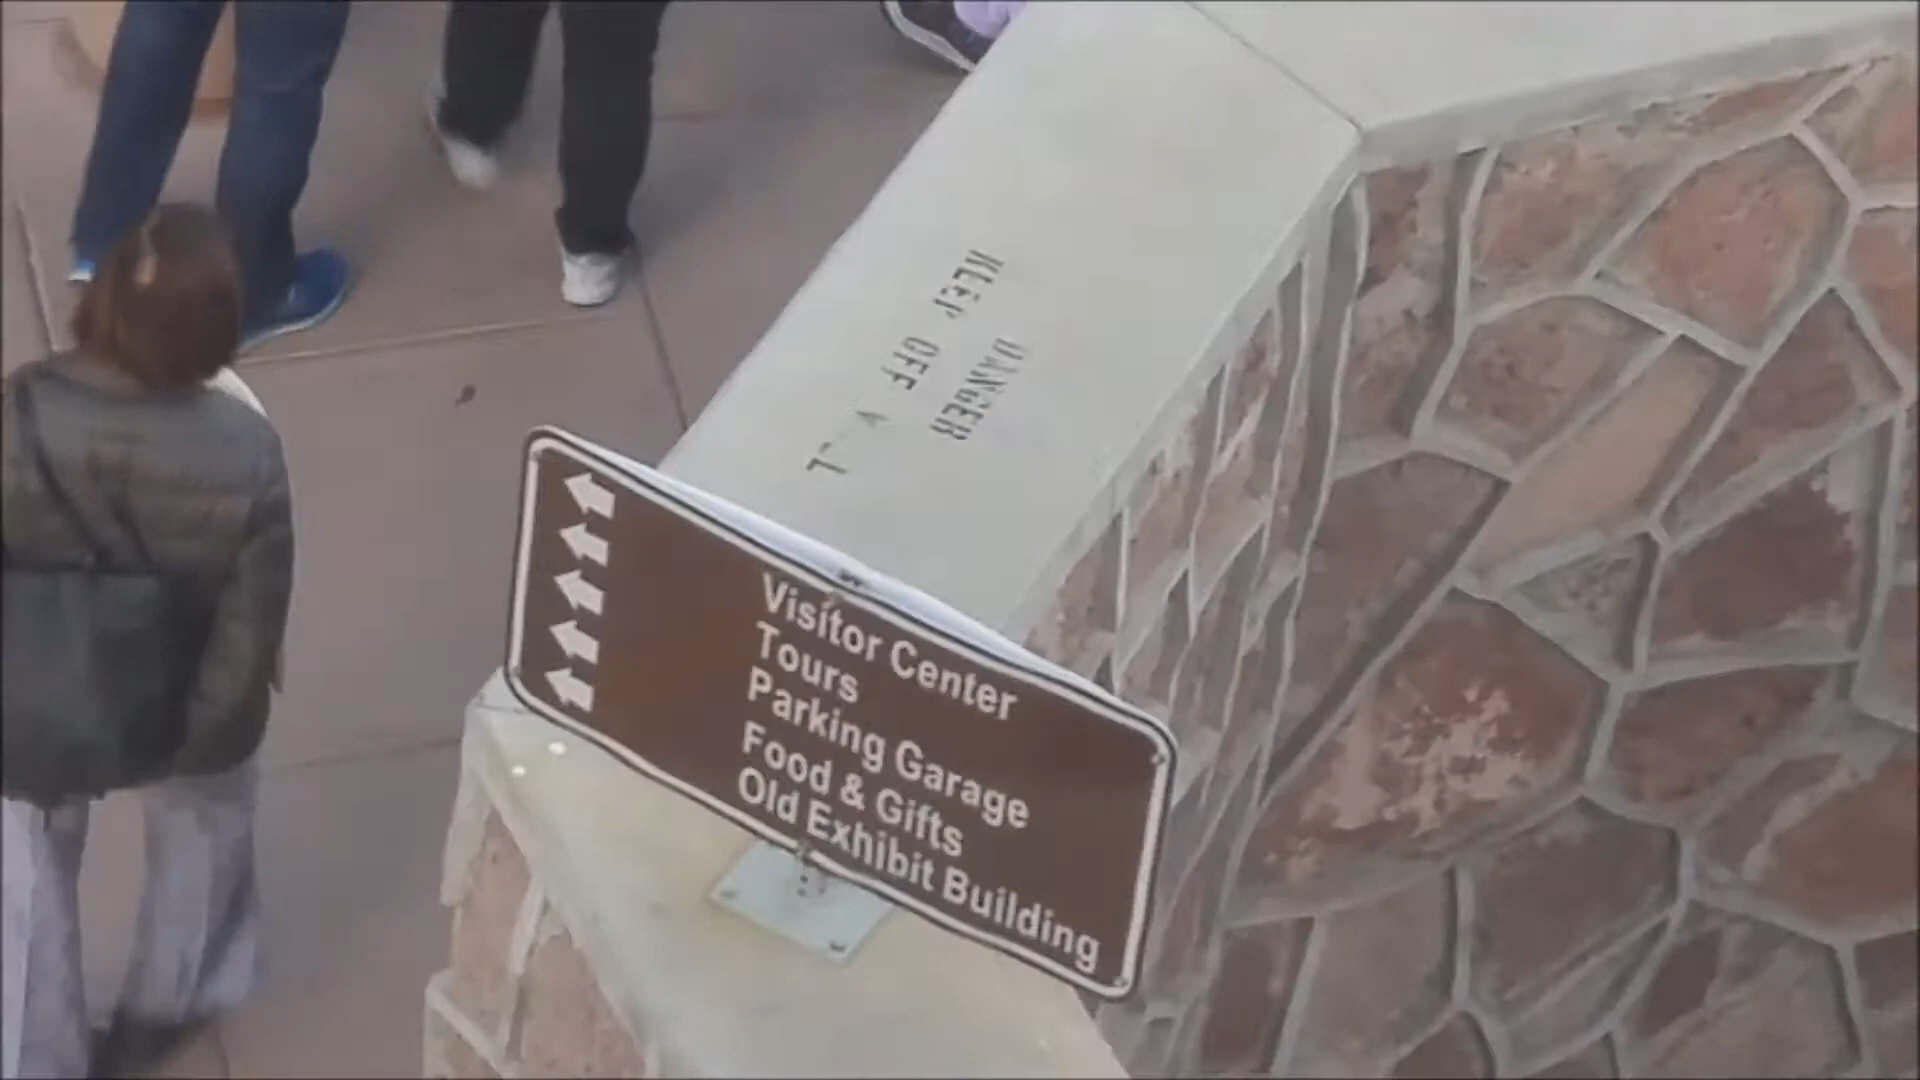 DANGER
KEEP OFF
Visitor Center
Tours
Parking Garage
Food & Gifts
Old Exhibit Building